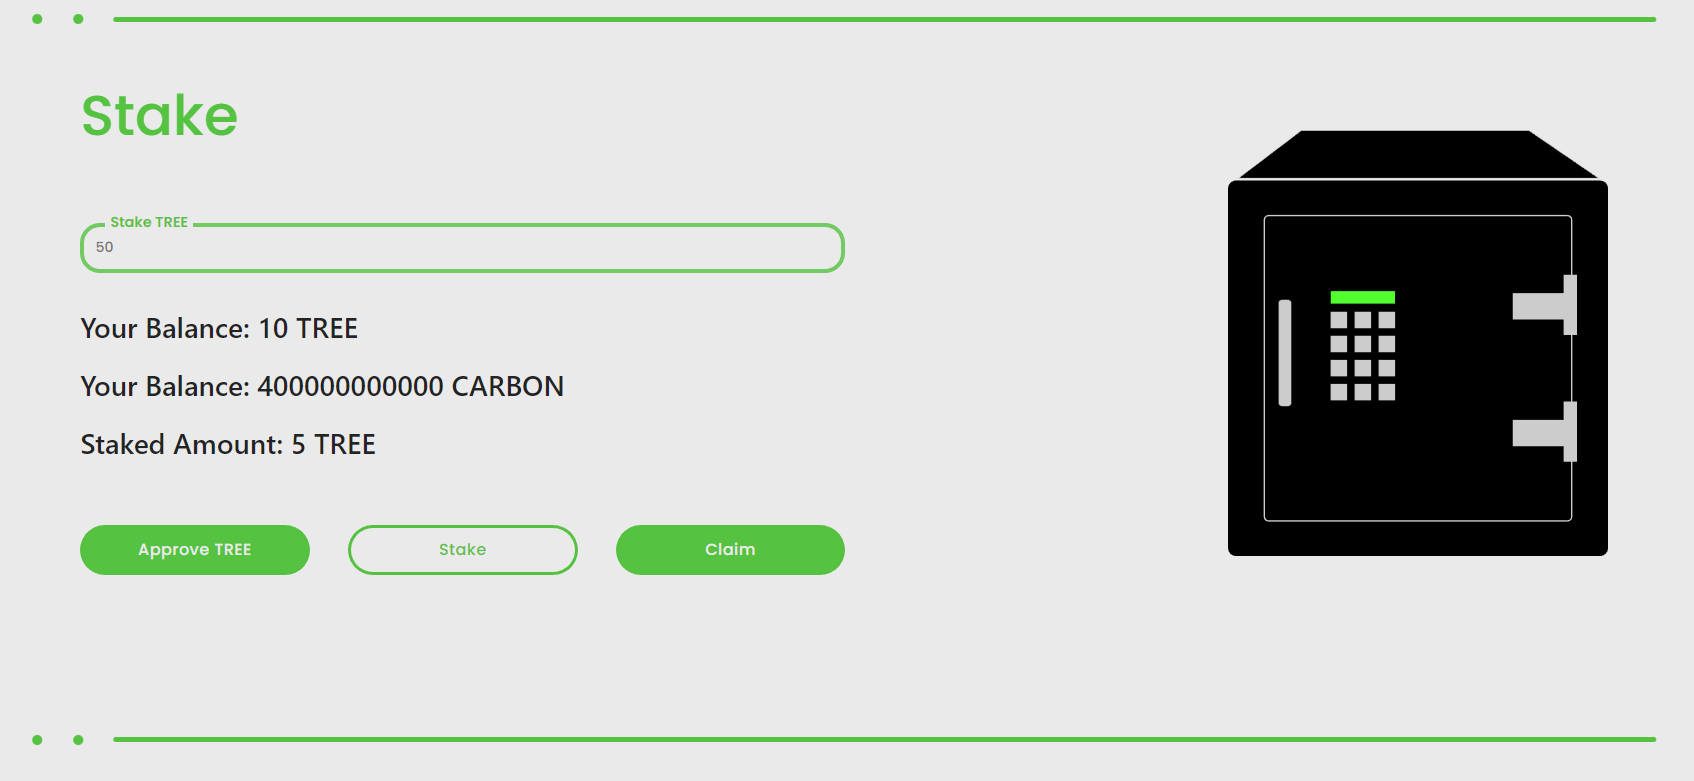 Stake
Stake TREE
50
Your Balance: 10 TREE
Your Balance: 400000000000 CARBON
Staked Amount: 5 TREE
Approve TREE
Stake
Claim